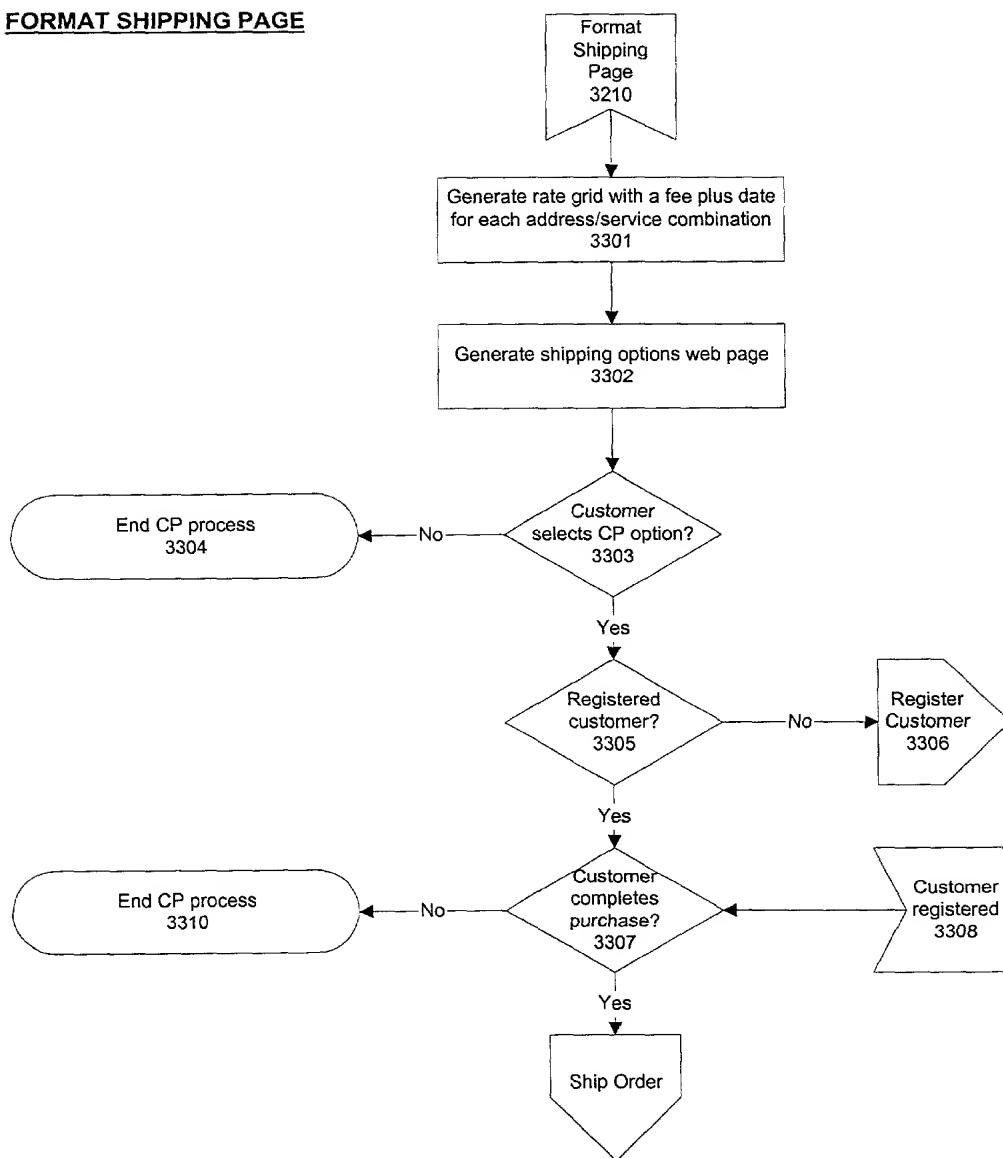 FORMAT SHIPPING PAGE
Format
Shipping
Page
3210
Generate rate grid with a fee plus date
for each address/service combination
3301
Generate shipping options web page
3302
Customer
selects CP option?
3303
No
End CP process
3304
Yes
Registered
customer?
3305
No
Register
Customer
3306
Yes
Customer
completes
purchase?
3307
No
End CP process
3310
Customer
registered
3308
Yes
Ship Order